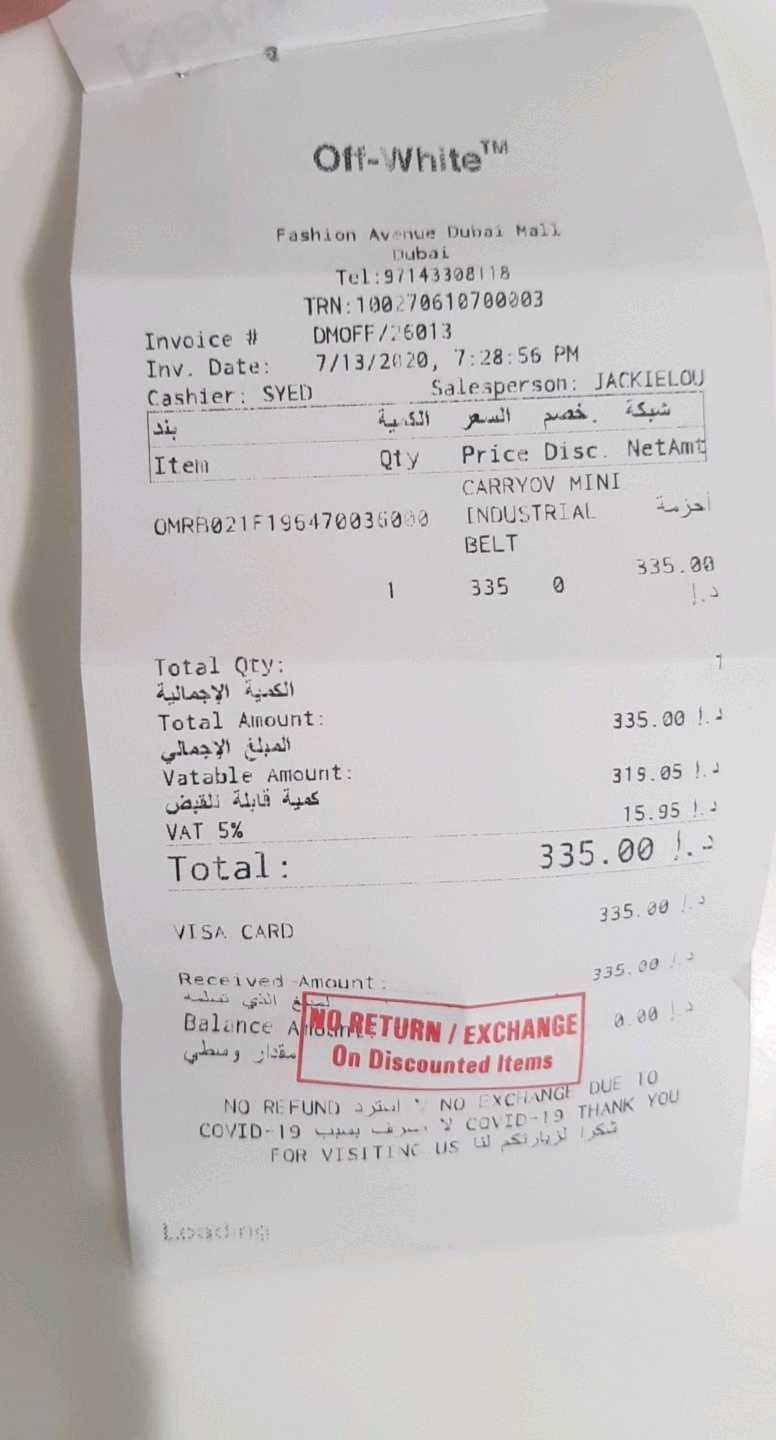 Off-White™
Fashion Avenue Dubai Mall
Dubai
Tel:97143308118
TRN:100270610700003
Invoice # DMOFF/26013
Inv. Date: 7/13/2020, 7:28:56 PM
Cashier: SYED Salesperson: JACKIELOU
بند الكمية السعر خصم. شبكة
Item Qty Price Disc. NetAmt
CARRYOV MINI
OMRB021F196470036000 INDUSTRIAL أحزمة
BELT
1 335 0 335.00
د.إ
Total Qty: 1
الكمية الإجمالية
Total Amount: 335.00 د.إ
المبلغ الإجمالي
Vatable Amount: 319.05 د.إ
كمية قابلة للقبض
VAT 5% 15.95 د.إ
Total: 335.00 د.إ
VISA CARD 335.00 د.إ
Received Amount: 335.00 د.إ
المبلغ الذي تسلمه
Balance Amount: 0.00 د.إ
مقدار وسطي
NO RETURN / EXCHANGE
On Discounted Items
NO REFUND لا استرد NO EXCHANGE DUE TO
COVID-19 لا بسبب COVID-19 THANK YOU
FOR VISITING US شكرا لزيارتكم لنا
Loading